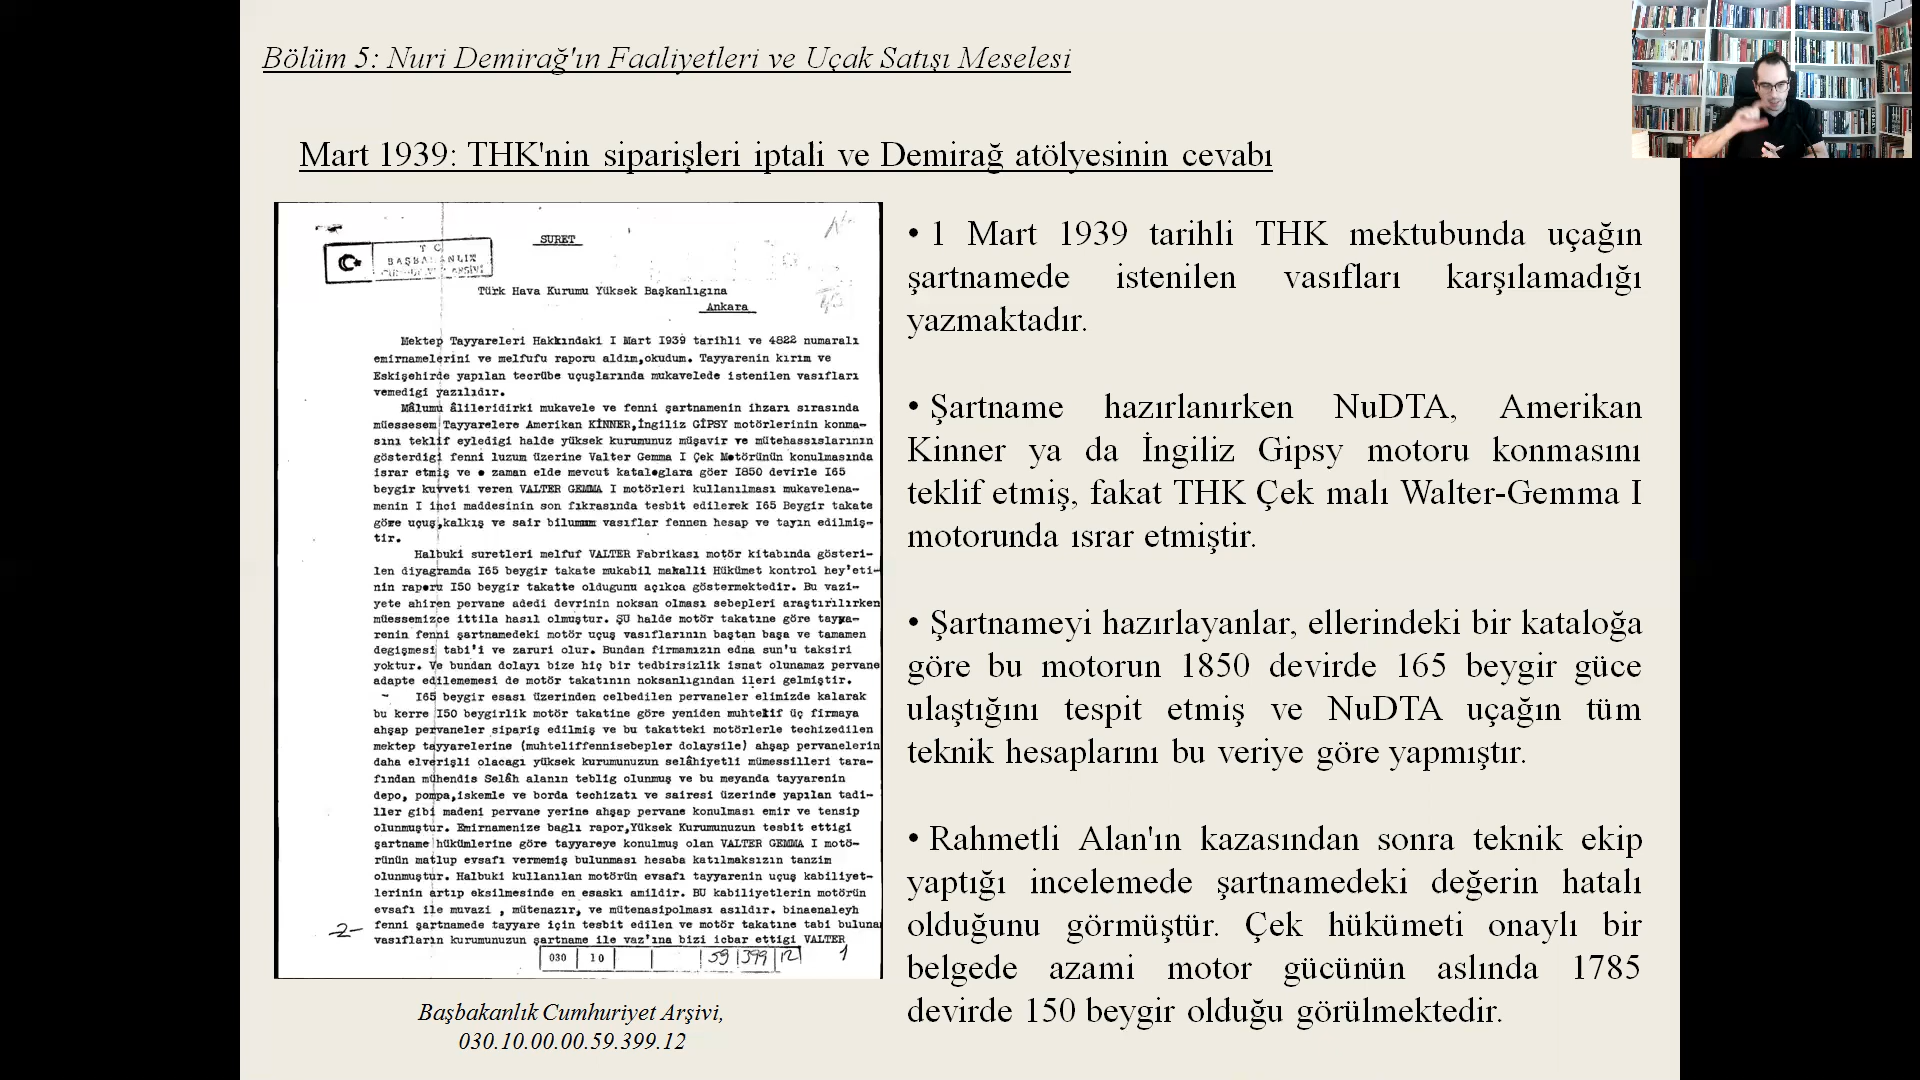 Bölüm 5: Nuri Demirağ'ın Faaliyetleri ve Uçak Satışı Meselesi
Mart 1939: THK'nin siparişleri iptali ve Demirağ atölyesinin cevabı
SURET
T C
BAŞBAKANLIK
Türk Hava Kurumu Yüksek Başkanlıgına
Ankara
Mektep Tayyareleri Hakkındaki I Mart I939 tarihli ve 4822 numaralı
emirnamelerini ve melfufu raporu aldım,okudum. Tayyarenin kırım ve
Eskişehirde yapılan tecrübe uçuşlarında mukavelede istenilen vasıfları
vemedigi yazılıdır.
Mâlumu âlileridirki mukavele ve fenni şartnamenin ihzarı sırasında
müessesem Tayyarelere Amerikan KİNNER,İngiliz GİPSY motörlerinin konma-
sını teklif eyledigi halde yüksek kurumunuz müşavir ve mütehassıslarının
gösterdigi fenni luzum üzerine Valter Gemma I Çek Motörünün konulmasında
israr etmiş ve o zaman elde mevcut kataloglara göer I850 devirle I65
beygir kuvveti veren VALTER GEMMA I motörleri kullanılması mukavelena-
menin I inci maddesinin son fıkrasında tesbit edilerek I65 Beygir takate
göre uçuş,kalkış ve sair bilumum vasıflar fennen hesap ve tayin edilmiş-
tir.
Halbuki suretleri melfuf VALTER Fabrikası motör kitabında gösteri-
len diyagramda I65 beygir takate mukabil mahalli Hükümet kontrol hey'eti-
nin raporu I50 beygir takatte oldugunu açıkca göstermektedir. Bu vazi-
yete ahiren pervane adedi devrinin noksan olması sebepleri araştırılırken
müessemizce ittila hasıl olmuştur. ŞU halde motör takatına göre tayya-
renin fenni şartnamedeki motör uçuş vasıflarının baştan başa ve tamamen
degişmesi tabi'i ve zaruri olur. Bundan firmamızın edna sun'u taksiri
yoktur. Ve bundan dolayı bize hiç bir tedbirsizlik isnat olunamaz pervane
adapte edilememesi de motör takatının noksanlıgından ileri gelmiştir.
I65 beygir esası üzerinden celbedilen pervaneler elimizde kalarak
bu kerre I50 beygirlik motör takatine göre yeniden muhtelif üç firmaya
ahşap pervaneler sipariş edilmiş ve bu takatteki motörlerle techizedilen
mektep tayyarelerine (muhteliffennisebepler dolaysile) ahşap pervanelerin
daha elverişli olacagı yüksek kurumunuzun selâhiyetli mümessilleri tara-
fından mühendis Selâh alanın teblig olunmuş ve bu meyanda tayyarenin
depo, pompa,iskemle ve borda techizatı ve sairesi üzerinde yapılan tadi-
ller gibi madeni pervane yerine ahşap pervane konulması emir ve tensip
olunmuştur. Emirnamenize baglı rapor,Yüksek Kurumunuzun tesbit ettigi
şartname hükümlerine göre tayyareye konulmuş olan VALTER GEMMA I motö-
rünün matlup evsafı vermemiş bulunması hesaba katılmaksızın tanzim
olunmuştur. Halbuki kullanılan motörün evsafı tayyarenin uçuş kabiliyet-
lerinin artıp eksilmesinde en esaskı amildir. BU kabiliyetlerin motörün
evsafı ile muvazi , mütenazır, ve mütenasipolması asıldır. binaenaleyh
fenni şartnamede tayyare için tesbit edilen ve motör takatına tabi buluna
vasıfların kurumunuzun şartname ile vaz'ına bizi icbar ettigi VALTER
-2-
030 10 59 399 12 1
Başbakanlık Cumhuriyet Arşivi,
030.10.00.00.59.399.12
• 1 Mart 1939 tarihli THK mektubunda uçağın
şartnamede istenilen vasıfları karşılamadığı
yazmaktadır.
• Şartname hazırlanırken NuDTA, Amerikan
Kinner ya da İngiliz Gipsy motoru konmasını
teklif etmiş, fakat THK Çek malı Walter-Gemma I
motorunda ısrar etmiştir.
• Şartnameyi hazırlayanlar, ellerindeki bir kataloğa
göre bu motorun 1850 devirde 165 beygir güce
ulaştığını tespit etmiş ve NuDTA uçağın tüm
teknik hesaplarını bu veriye göre yapmıştır.
• Rahmetli Alan'ın kazasından sonra teknik ekip
yaptığı incelemede şartnamedeki değerin hatalı
olduğunu görmüştür. Çek hükümeti onaylı bir
belgede azami motor gücünün aslında 1785
devirde 150 beygir olduğu görülmektedir.